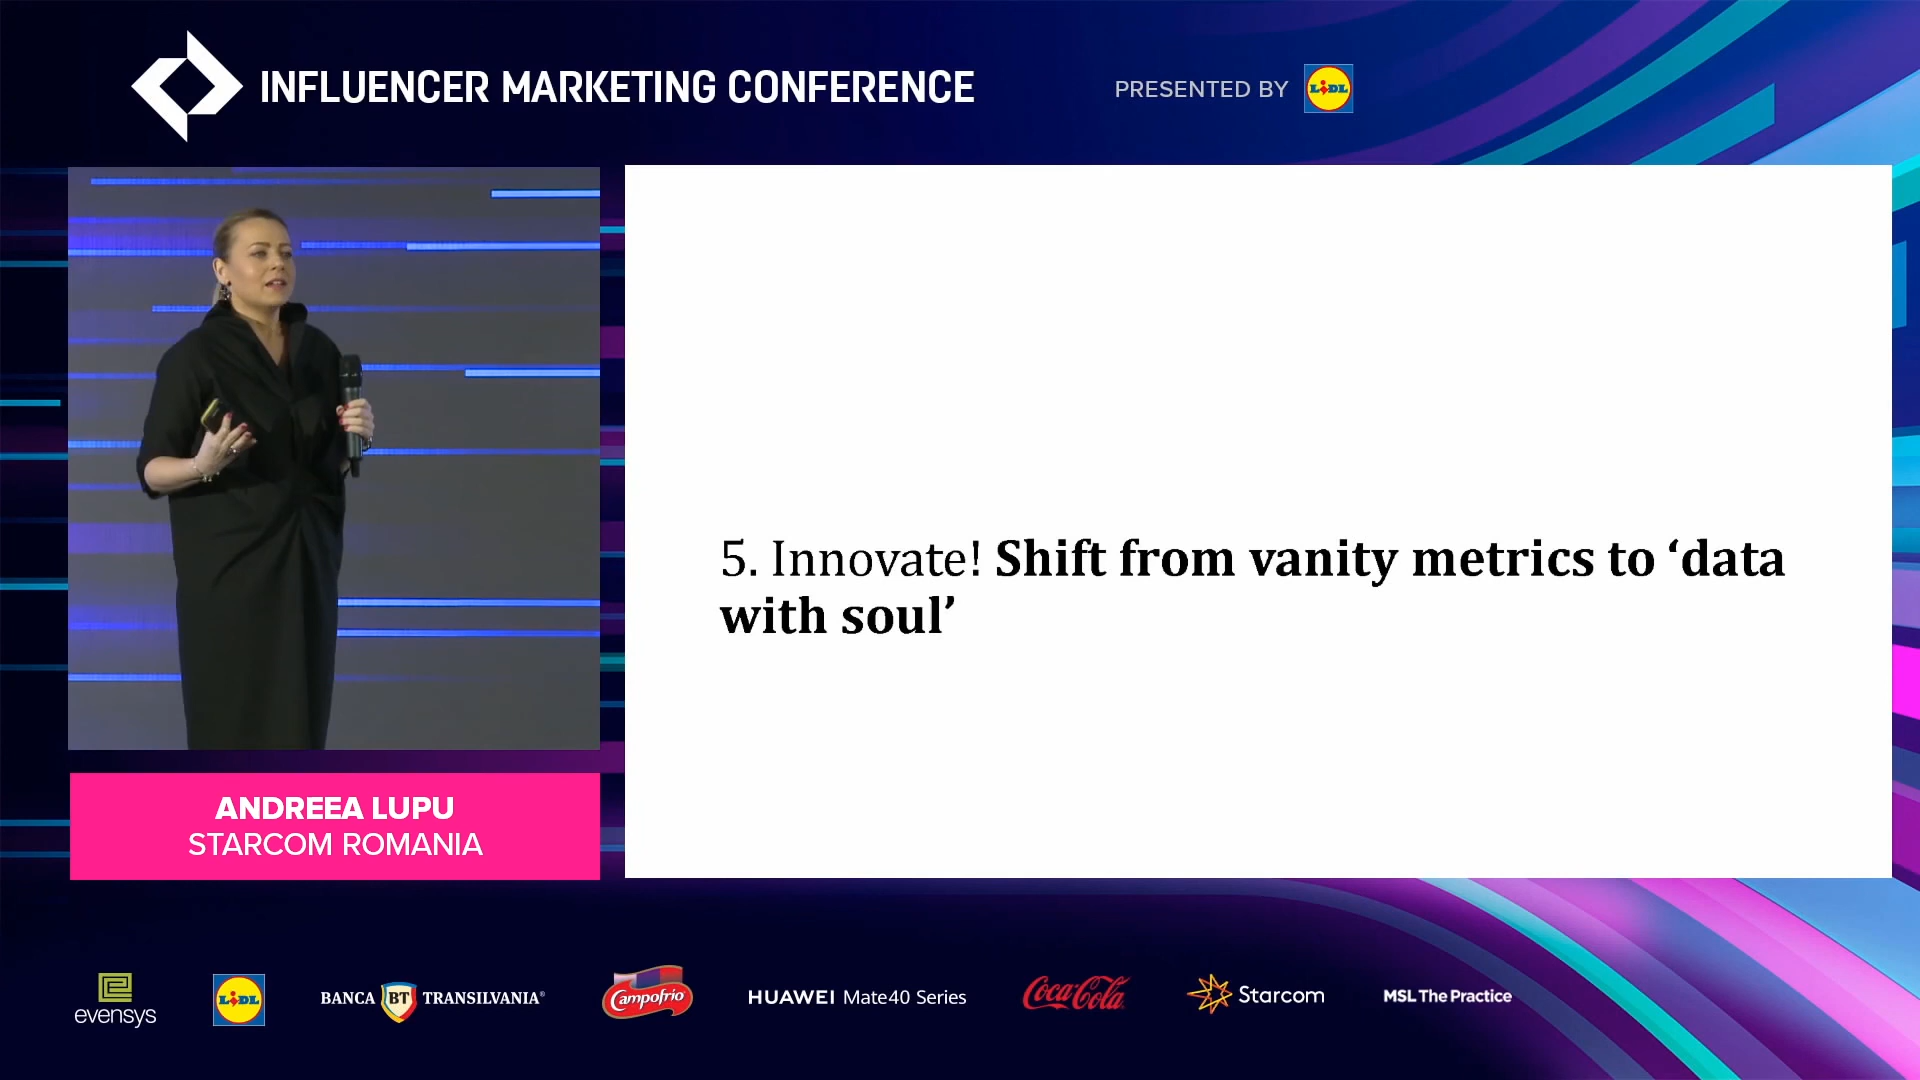 INFLUENCER MARKETING CONFERENCE
PRESENTED BY
LIDL
5. Innovate! Shift from vanity metrics to ‘data
with soul’
ANDREEA LUPU
STARCOM ROMANIA
evensys
LIDL
BANCA BT TRANSILVANIA®
Campofrío
HUAWEI Mate40 Series
Coca-Cola
Starcom
MSL The Practice